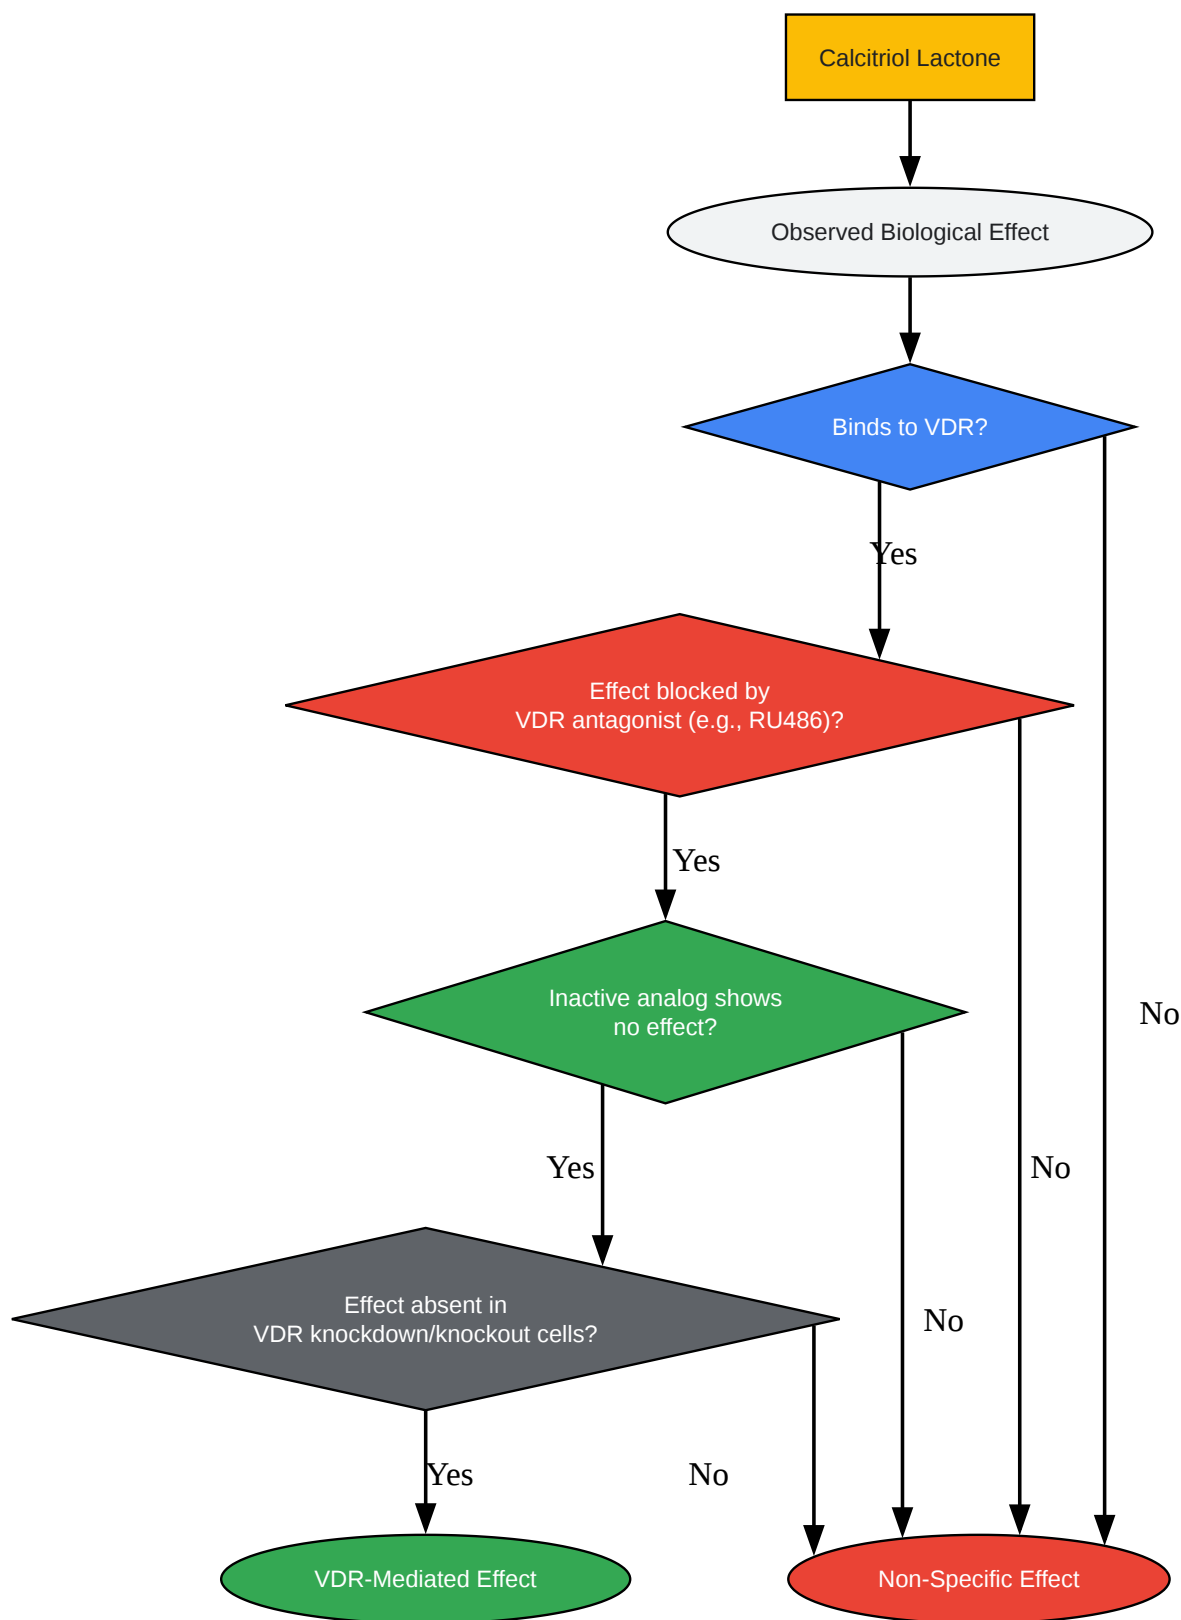 Calcitriol Lactone
Observed Biological Effect
Binds to VDR?
Yes
Effect blocked by
VDR antagonist (e.g., RU486)?
Yes
Inactive analog shows
no effect?
No
Yes
No
Effect absent in
VDR knockdown/knockout cells?
No
Yes
No
VDR-Mediated Effect
Non-Specific Effect